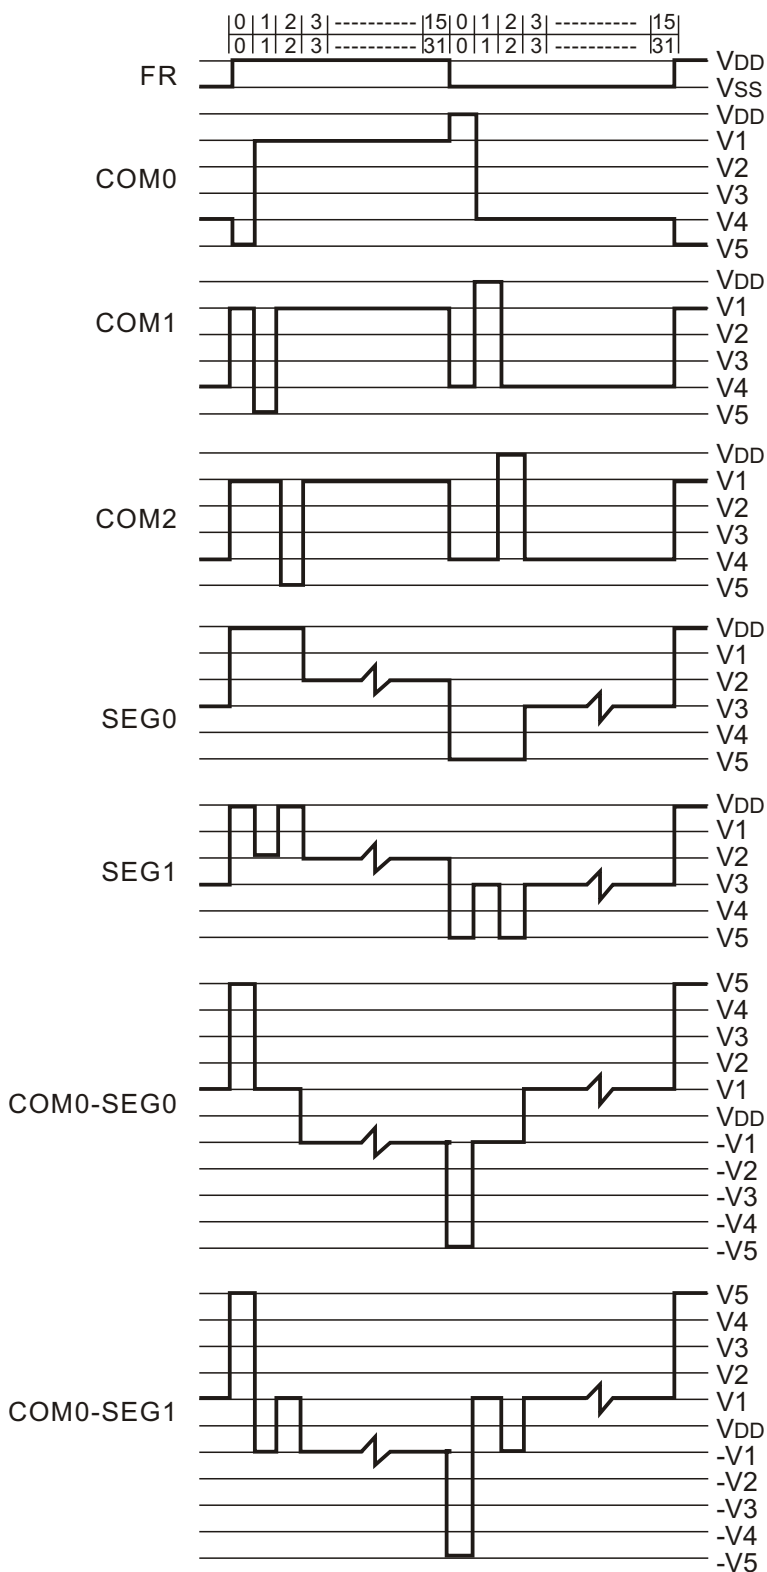 0 1 2 3 ------------- 15 0 1 2 3 ------------- 15
0 1 2 3 ------------- 31 0 1 2 3 ------------- 31
FR
VDD
VSS
COM0
VDD
V1
V2
V3
V4
V5
COM1
VDD
V1
V2
V3
V4
V5
COM2
VDD
V1
V2
V3
V4
V5
SEG0
VDD
V1
V2
V3
V4
V5
SEG1
VDD
V1
V2
V3
V4
V5
COM0-SEG0
V5
V4
V3
V2
V1
VDD
-V1
-V2
-V3
-V4
-V5
COM0-SEG1
V5
V4
V3
V2
V1
VDD
-V1
-V2
-V3
-V4
-V5